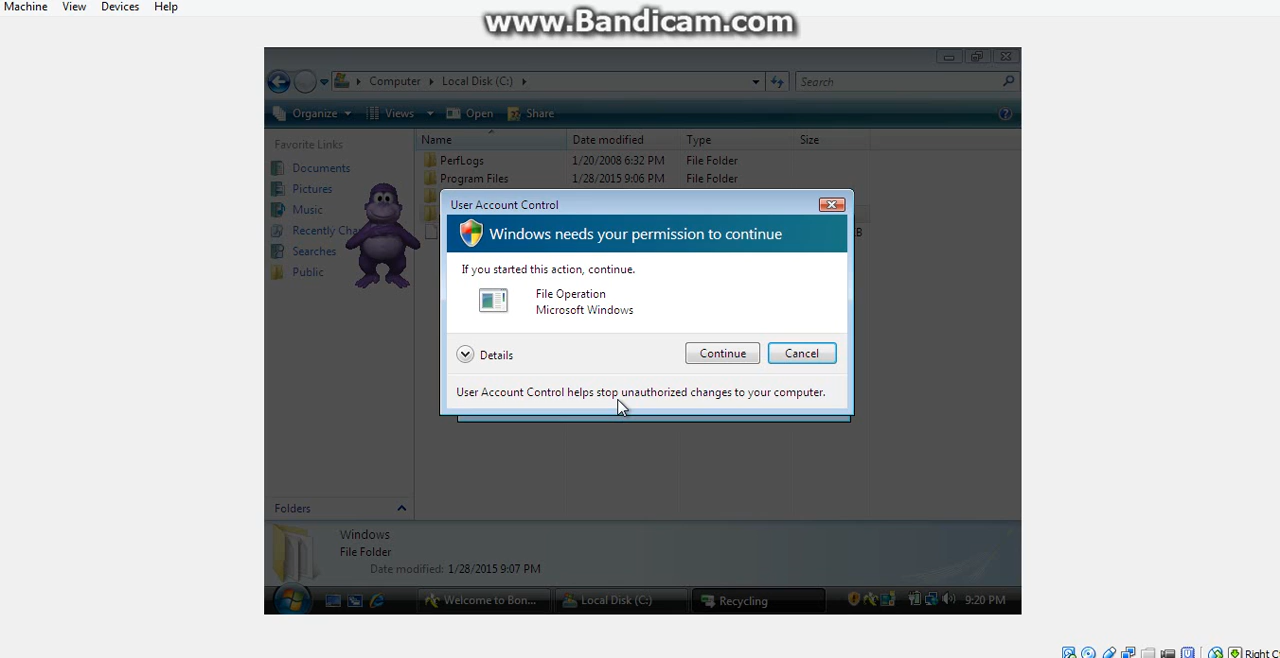 Machine View Devices Help
www.Bandicam.com
Computer Local Disk (C:) Search
Organize Views Open Share
Favorite Links
Documents
Pictures
Music
Recently Cha
Searches
Public
Name Date modified Type Size
PerfLogs 1/20/2008 6:32 PM File Folder
Program Files 1/28/2015 9:06 PM File Folder
B
User Account Control
Windows needs your permission to continue
If you started this action, continue.
File Operation
Microsoft Windows
Details Continue Cancel
User Account Control helps stop unauthorized changes to your computer.
Folders
Windows
File Folder
Date modified: 1/28/2015 9:07 PM
Welcome to Bon... Local Disk (C:) Recycling 9:20 PM
Right C